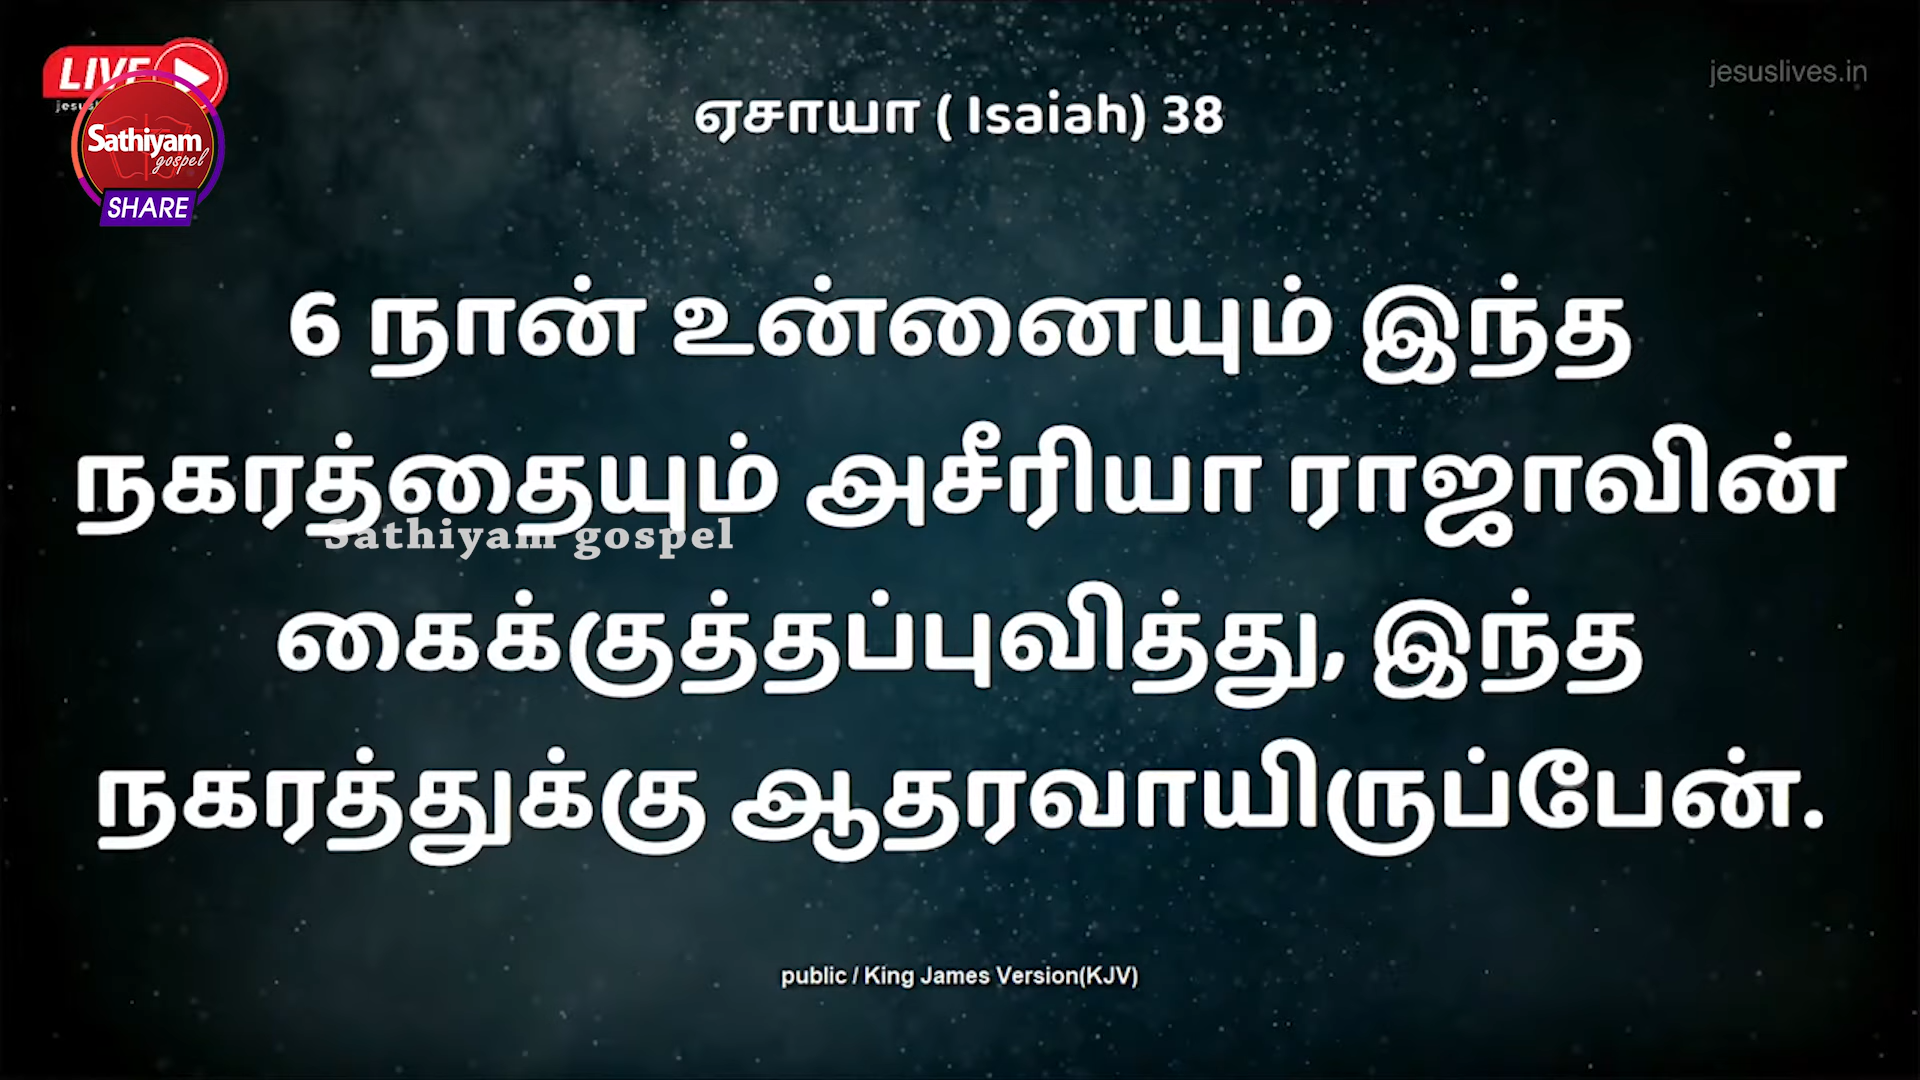 LIVE
jesuslives.in
Sathiyam
gospel
SHARE
ஏசாயா ( Isaiah) 38
6 நான் உன்னையும் இந்த
நகரத்தையும் அசீரியா ராஜாவின்
Sathiyam gospel
கைக்குத்தப்புவித்து, இந்த
நகரத்துக்கு ஆதரவாயிருப்பேன்.
public / King James Version(KJV)